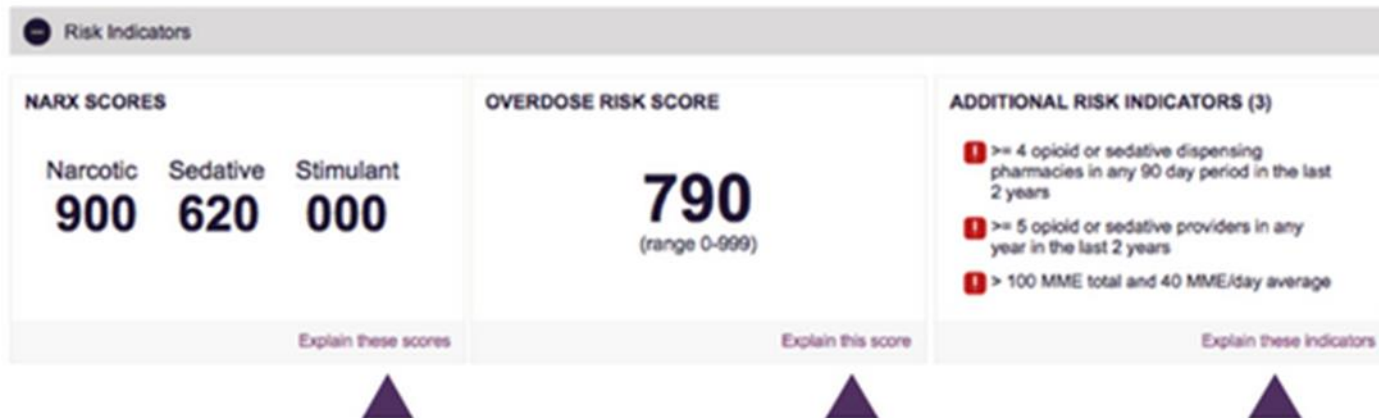 Risk Indicators
NARX SCORES
Narcotic Sedative Stimulant
900 620 000
Explain these scores
OVERDOSE RISK SCORE
790
(range 0-999)
Explain this score
ADDITIONAL RISK INDICATORS (3)
>= 4 opioid or sedative dispensing
pharmacies in any 90 day period in the last
2 years
>= 5 opioid or sedative providers in any
year in the last 2 years
> 100 MME total and 40 MME/day average
Explain these indicators